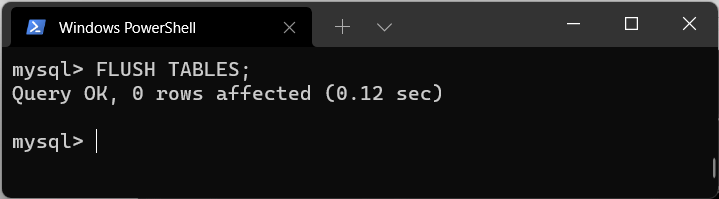 Windows PowerShell
mysql> FLUSH TABLES;
Query OK, 0 rows affected (0.12 sec)
mysql>